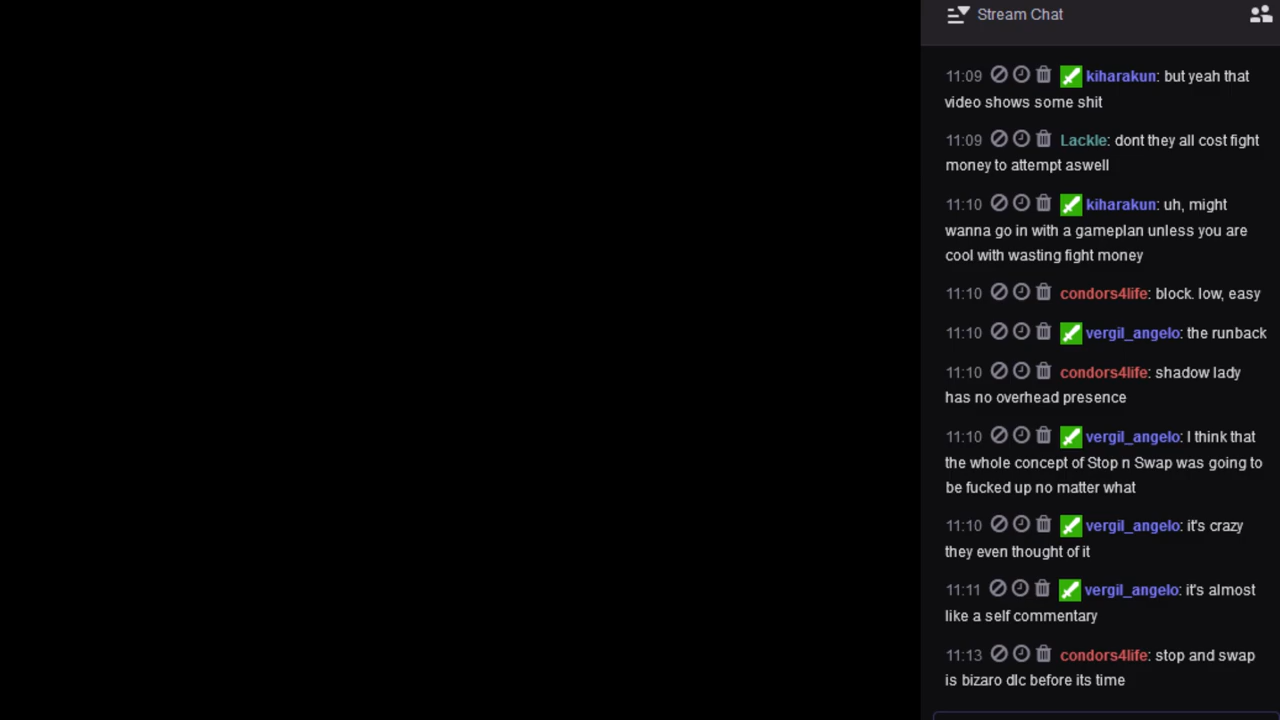 Stream Chat
11:09 kiharakun: but yeah that
video shows some shit
11:09 Lackle: dont they all cost fight
money to attempt aswell
11:10 kiharakun: uh, might
wanna go in with a gameplan unless you are
cool with wasting fight money
11:10 condors4life: block. low, easy
11:10 vergil_angelo: the runback
11:10 condors4life: shadow lady
has no overhead presence
11:10 vergil_angelo: I think that
the whole concept of Stop n Swap was going to
be fucked up no matter what
11:10 vergil_angelo: it's crazy
they even thought of it
11:11 vergil_angelo: it's almost
like a self commentary
11:13 condors4life: stop and swap
is bizaro dlc before its time